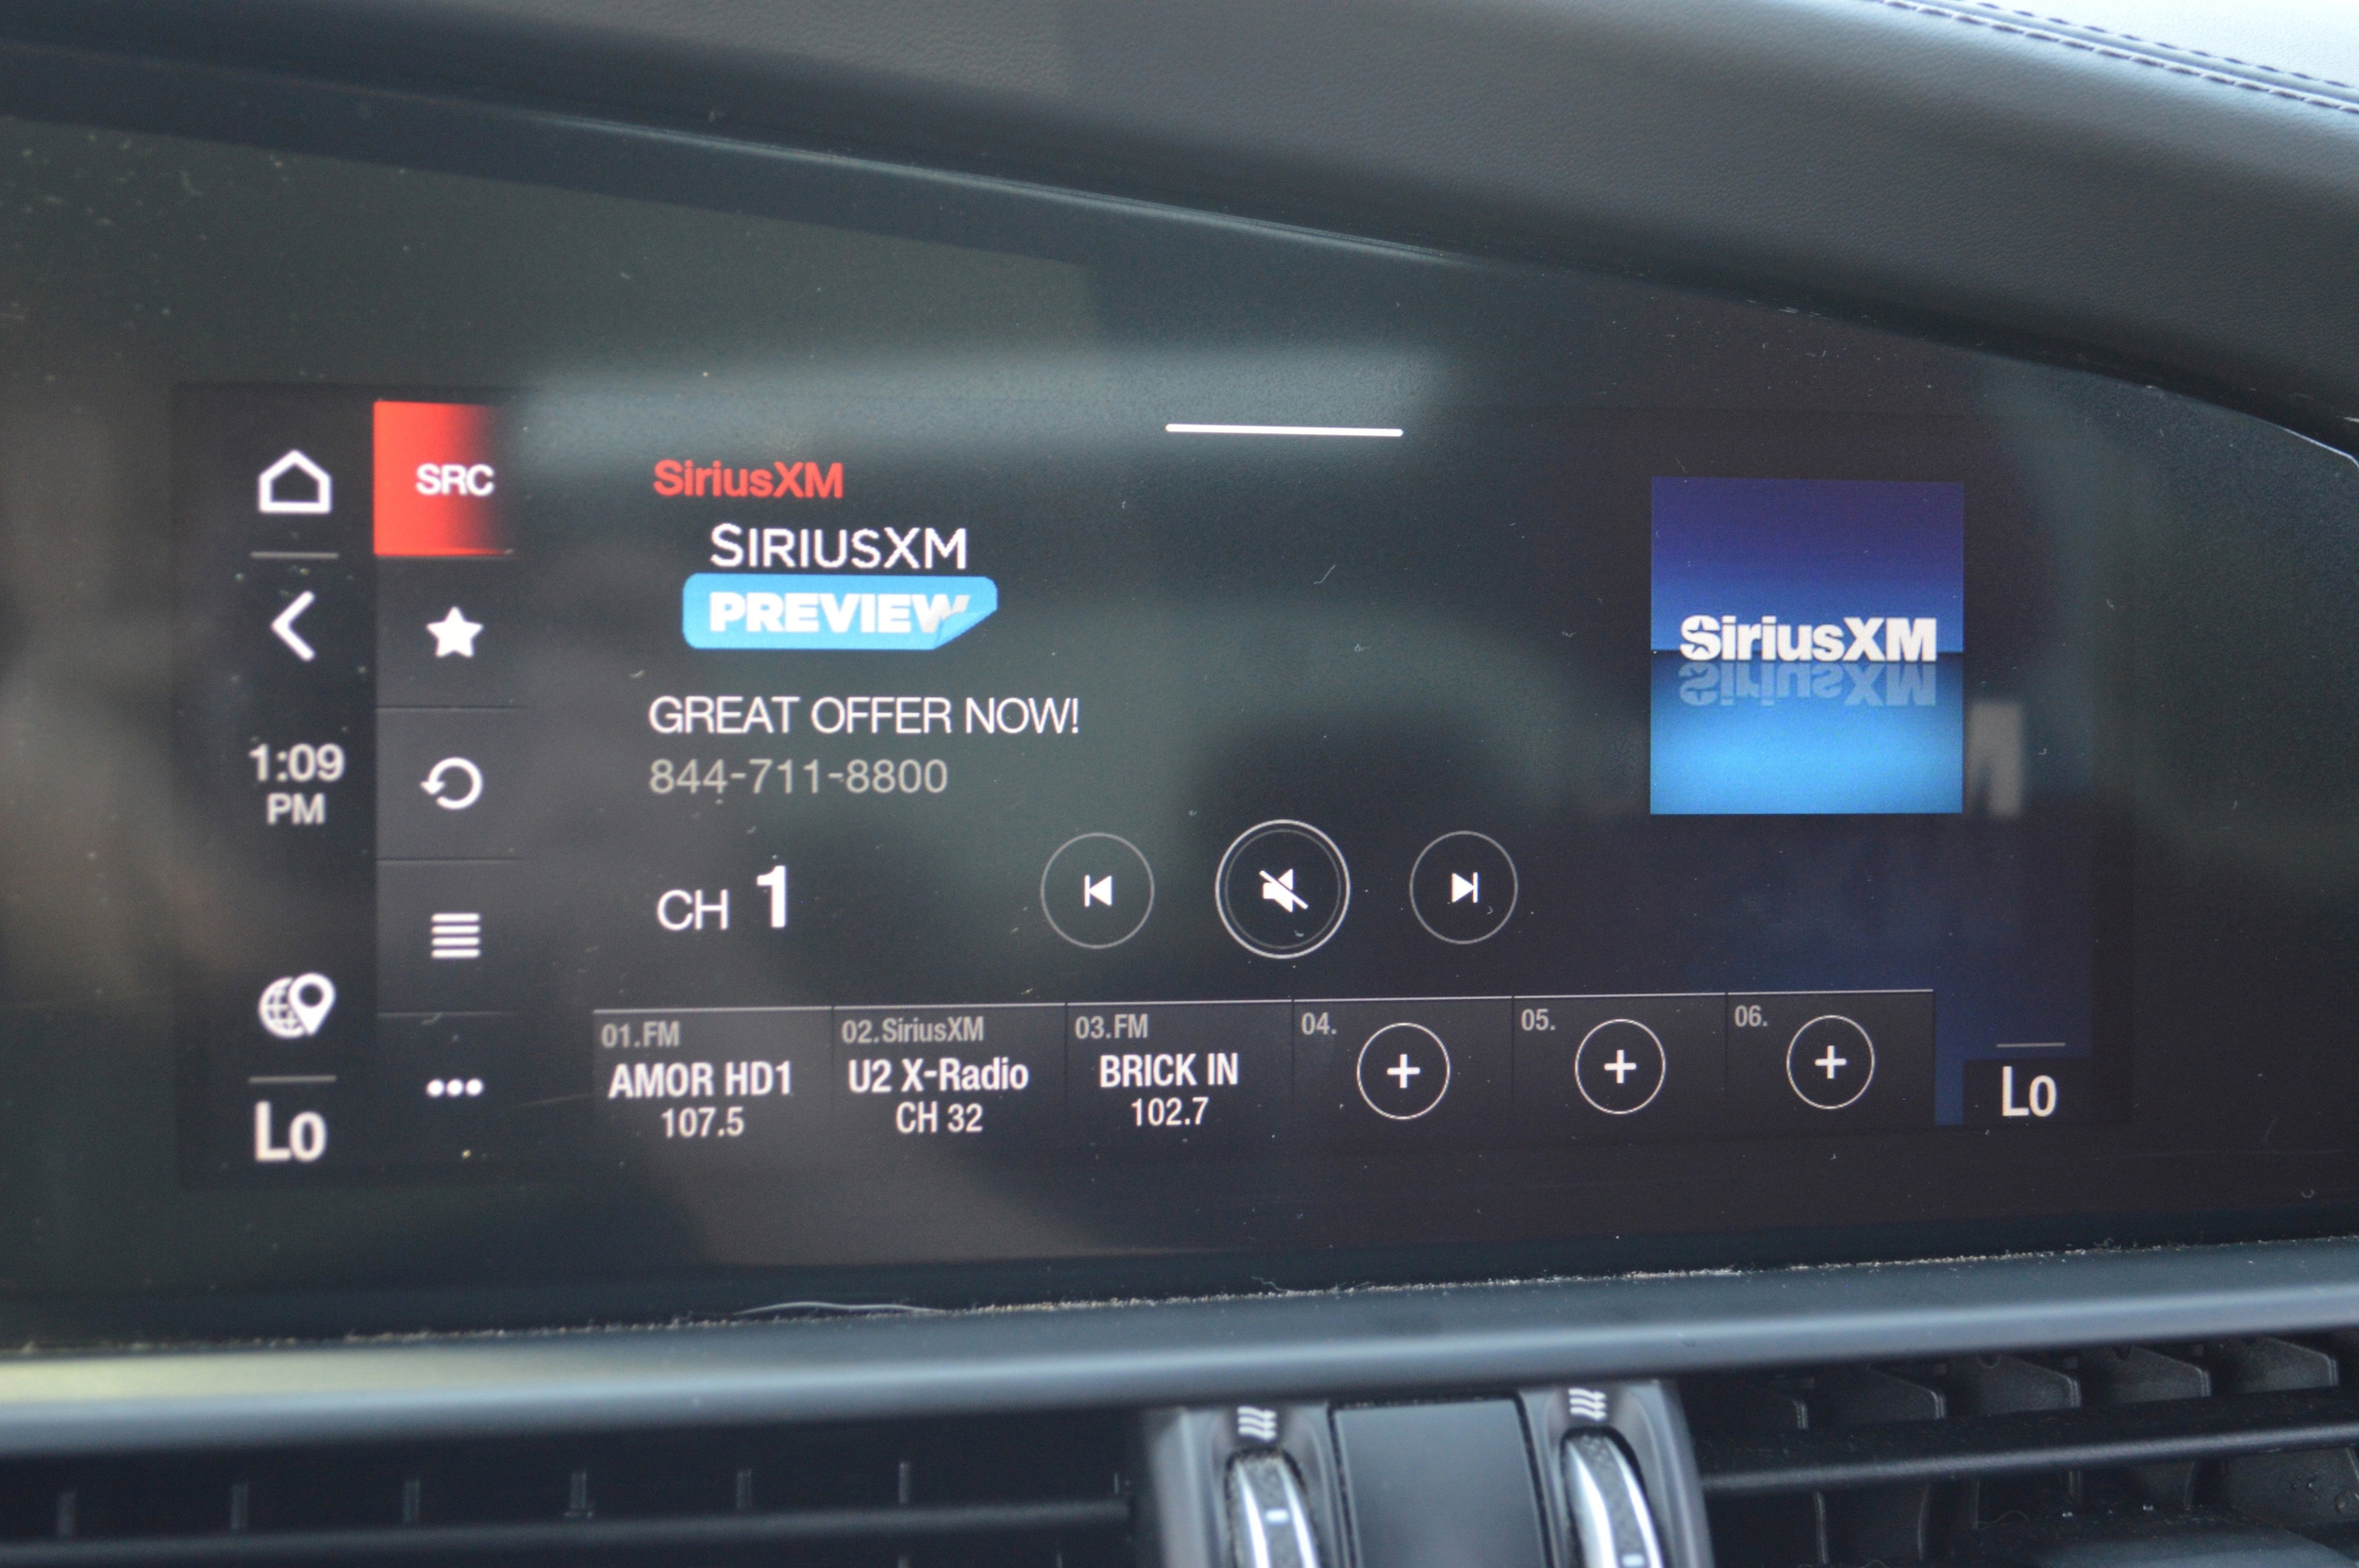 SRC
1:09
PM
Lo
SiriusXM
SIRIUSXM
PREVIEW
GREAT OFFER NOW!
844-711-8800
CH 1
SiriusXM
01.FM
AMOR HD1
107.5
02.SiriusXM
U2 X-Radio
CH 32
03.FM
BRICK IN
102.7
04.
05.
06.
Lo